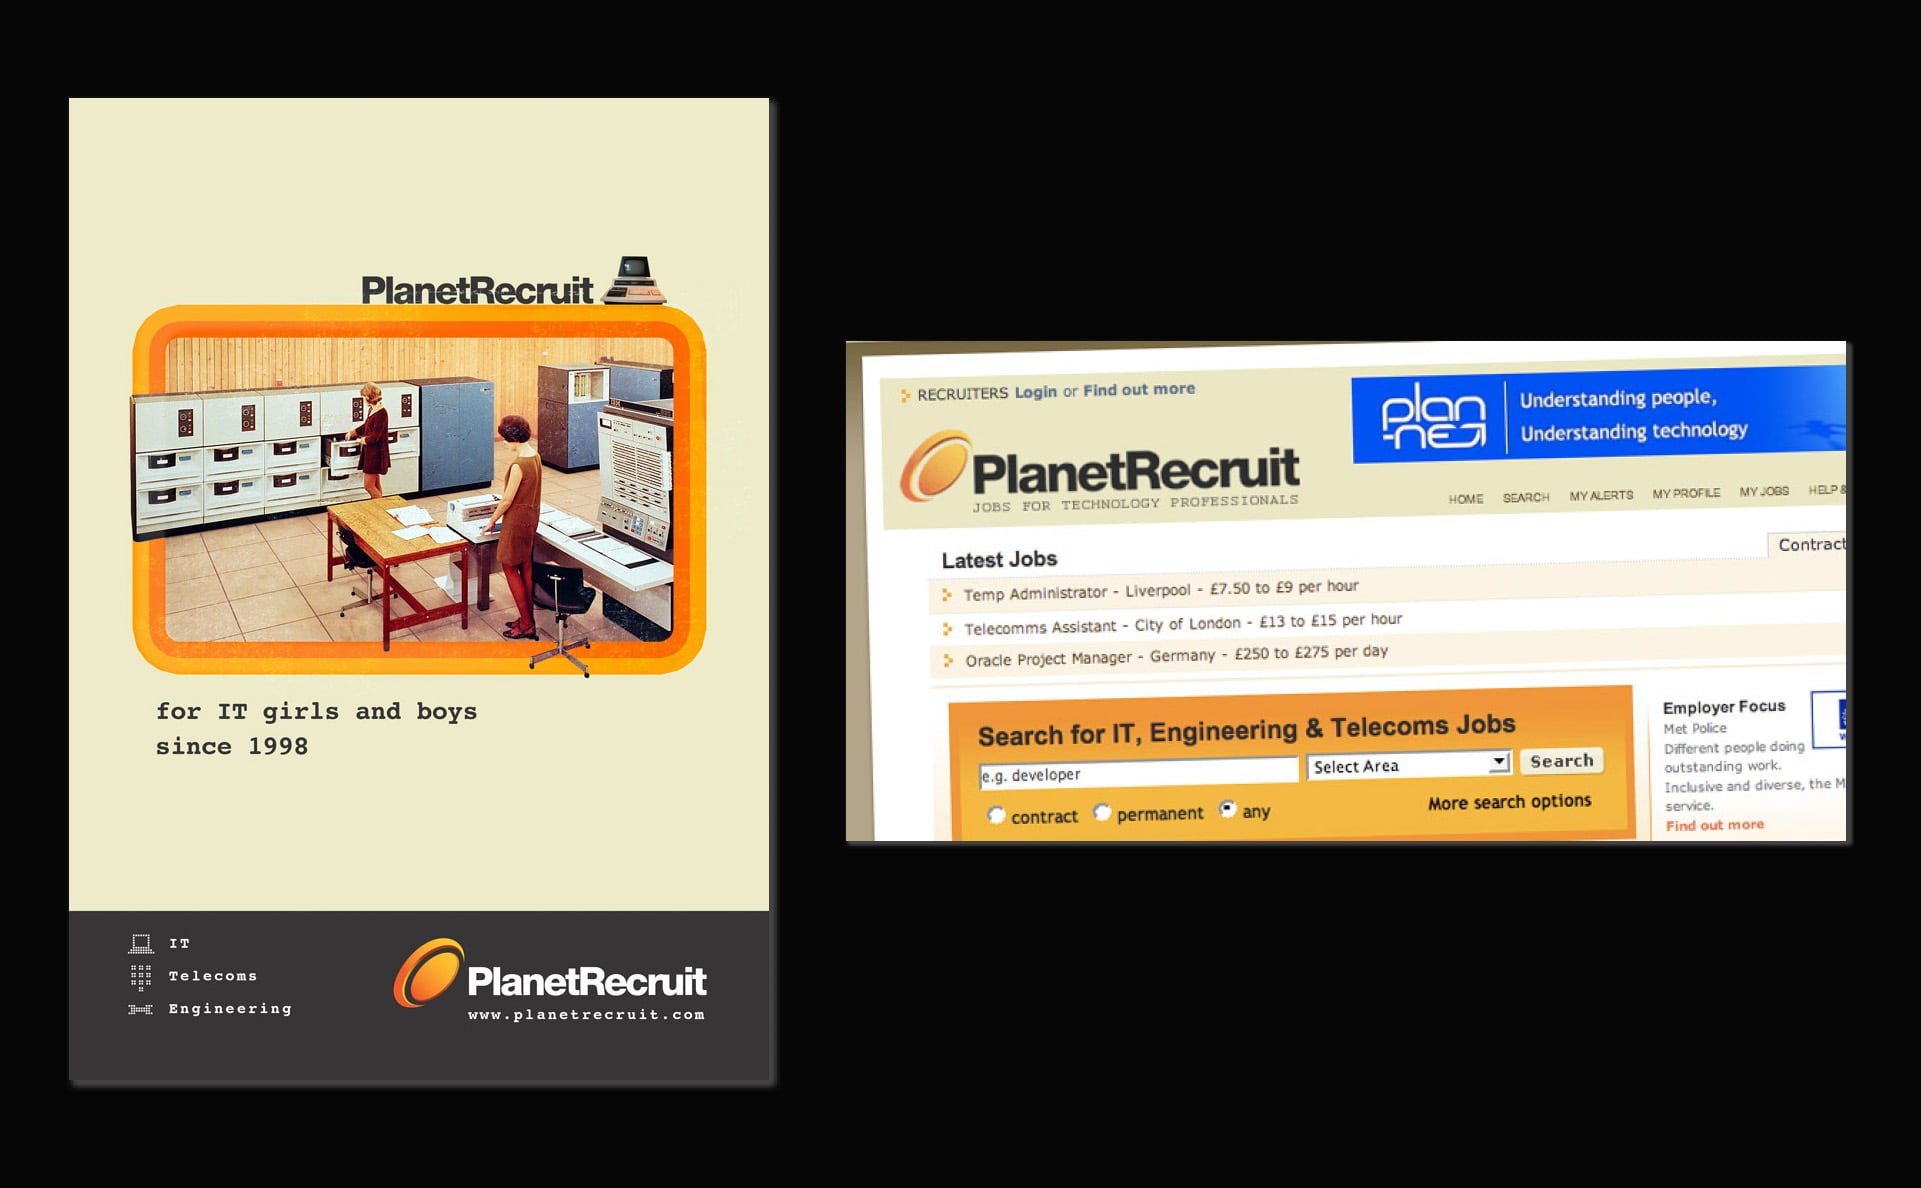 PlanetRecruit
for IT girls and boys
since 1998
IT
Telecoms
Engineering
PlanetRecruit
www.planetrecruit.com
RECRUITERS Login or Find out more
plan
-net
Understanding people,
Understanding technology
PlanetRecruit
JOBS FOR TECHNOLOGY PROFESSIONALS
HOME SEARCH MY ALERTS MY PROFILE MY JOBS HELP &
Latest Jobs
Contract
Temp Administrator - Liverpool - £7.50 to £9 per hour
Telecomms Assistant - City of London - £13 to £15 per hour
Oracle Project Manager - Germany - £250 to £275 per day
Search for IT, Engineering & Telecoms Jobs
e.g. developer
Select Area
Search
contract permanent any
More search options
Employer Focus
Met Police
Different people doing
outstanding work.
Inclusive and diverse, the M
service.
Find out more